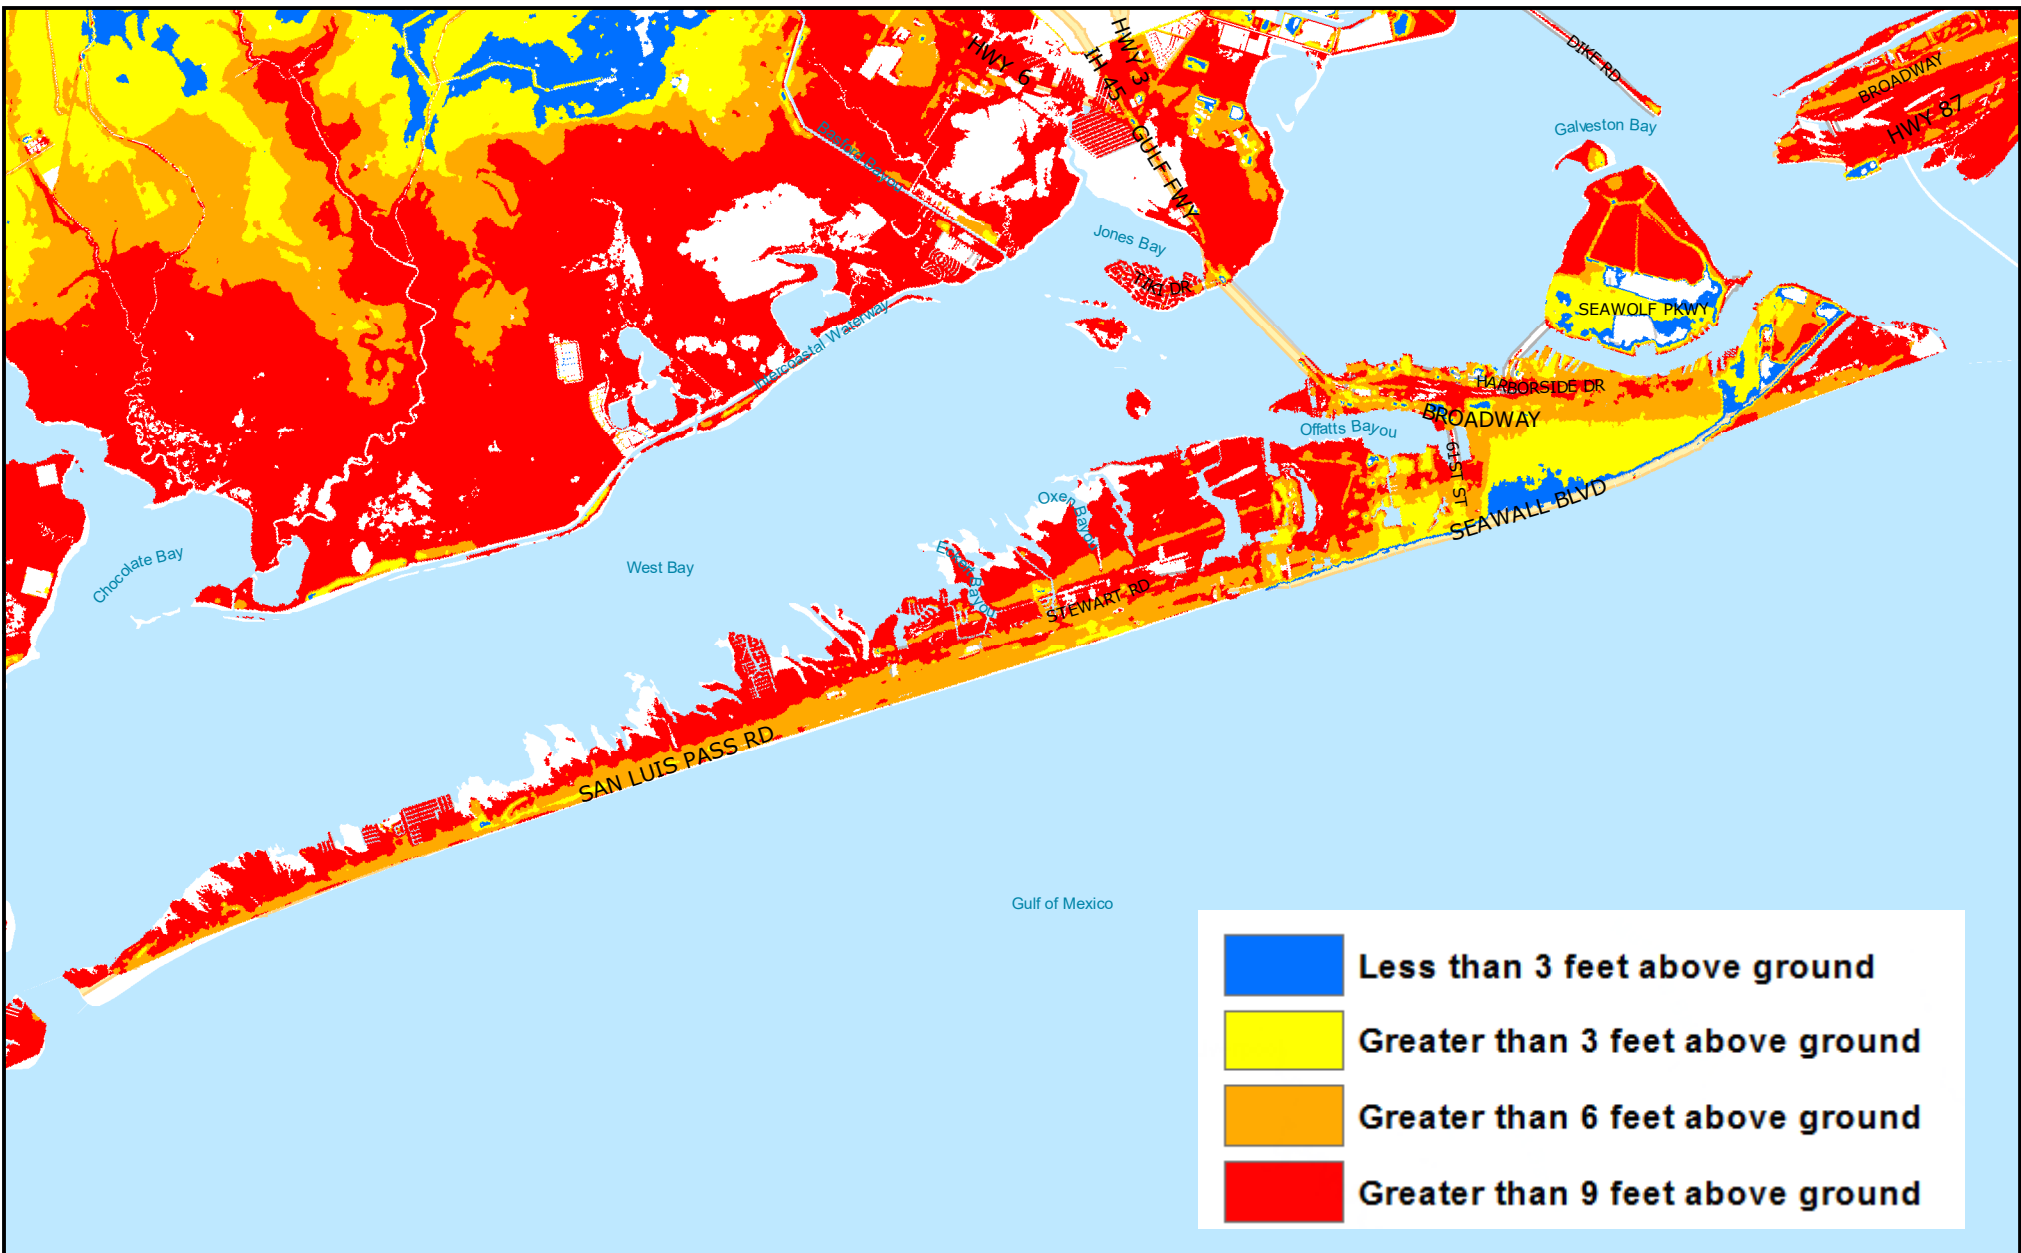 HWY 6
HWY 3
IH 45
GULF FWY
DIKE RD
BROADWAY
HWY 87
Galveston Bay
Bastrop Bayou
Jones Bay
TIKI DR
SEAWOLF PKWY
Intercoastal Waterway
HARBORSIDE DR
BROADWAY
Offatts Bayou
61ST ST
SEAWALL BLVD
Oxen Bayou
Chocolate Bay
West Bay
STEWART RD
SAN LUIS PASS RD
Gulf of Mexico
Less than 3 feet above ground
Greater than 3 feet above ground
Greater than 6 feet above ground
Greater than 9 feet above ground